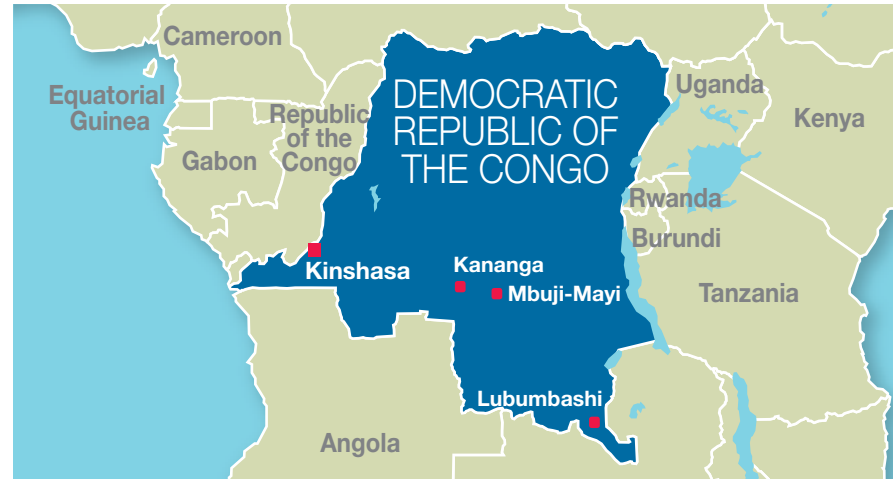 Cameroon
Equatorial
Guinea
Gabon
Republic
of the
Congo
DEMOCRATIC
REPUBLIC OF
THE CONGO
Uganda
Kenya
Rwanda
Burundi
Kinshasa
Kananga
Mbuji-Mayi
Tanzania
Lubumbashi
Angola